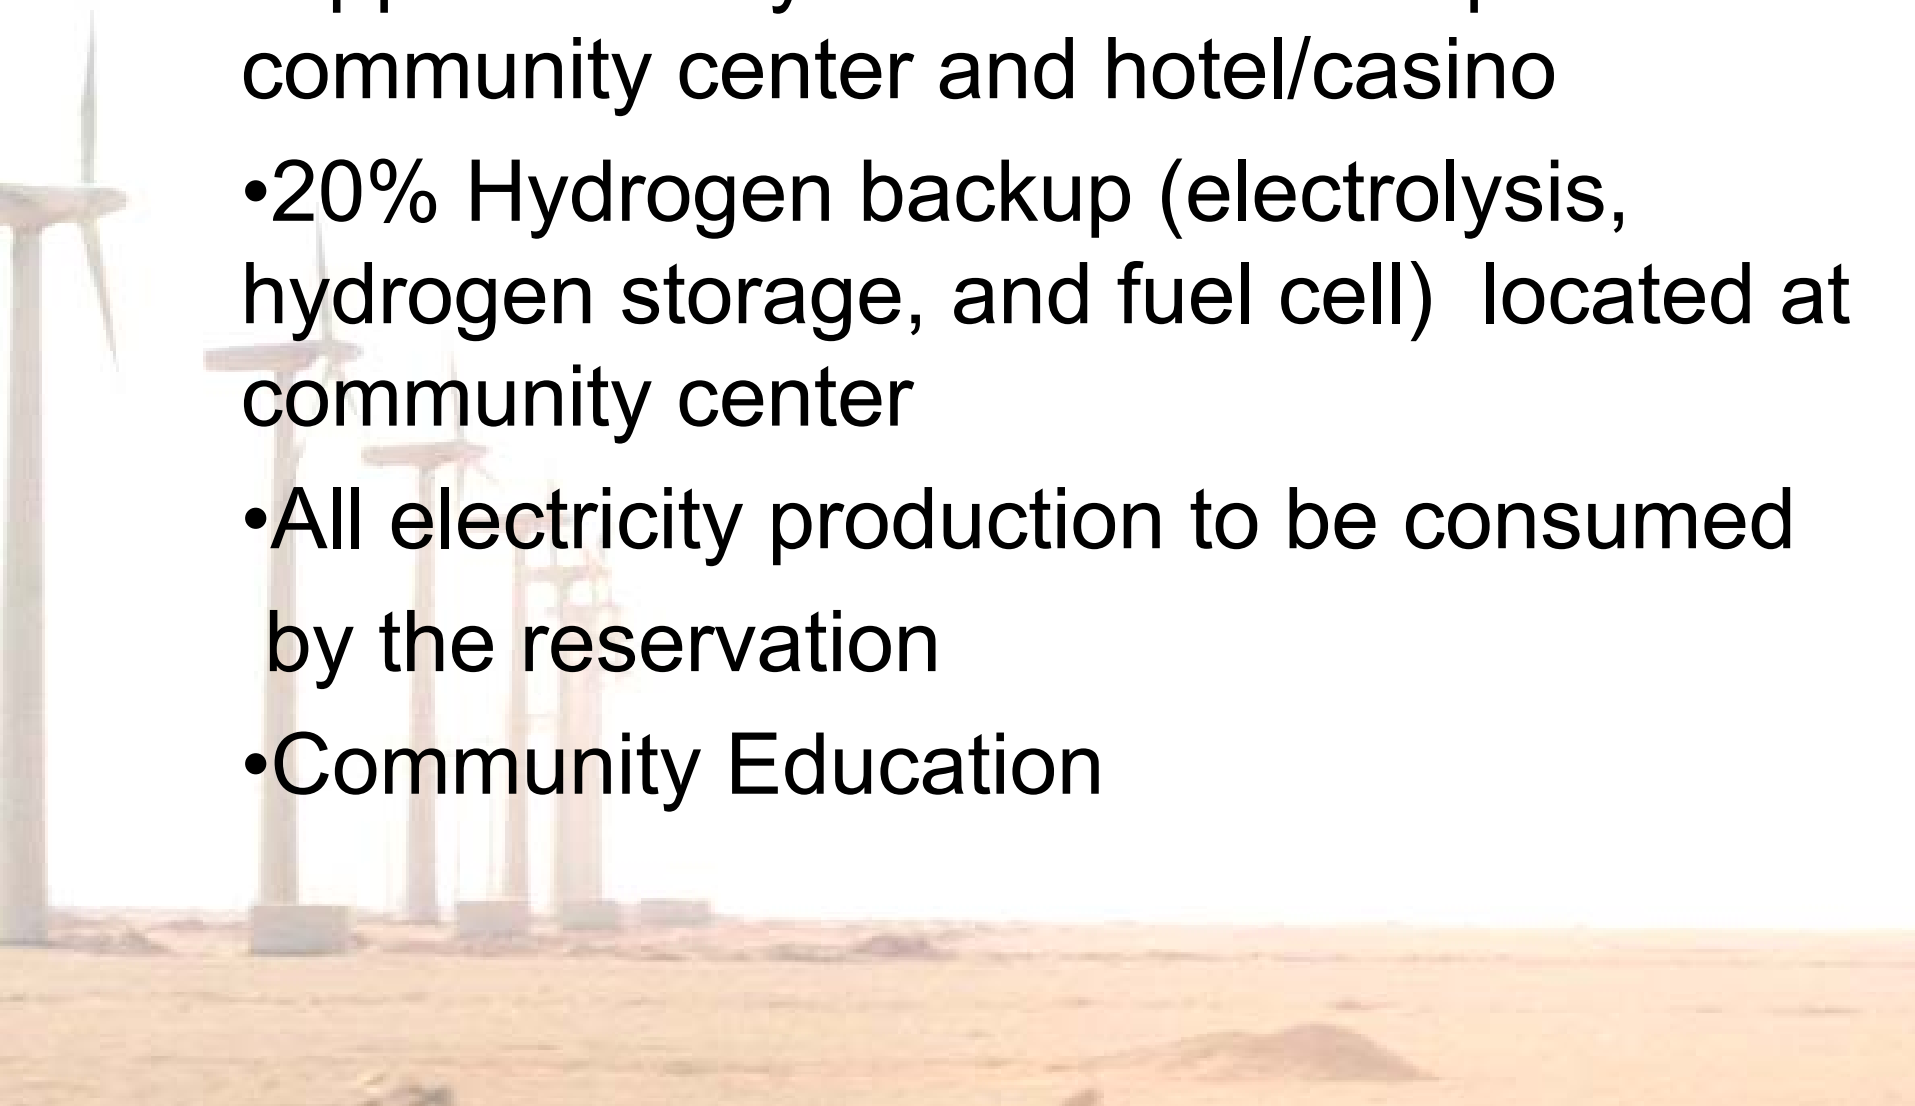 community center and hotel/casino
•20% Hydrogen backup (electrolysis,
hydrogen storage, and fuel cell)  located at
community center
•All electricity production to be consumed
by the reservation
•Community Education